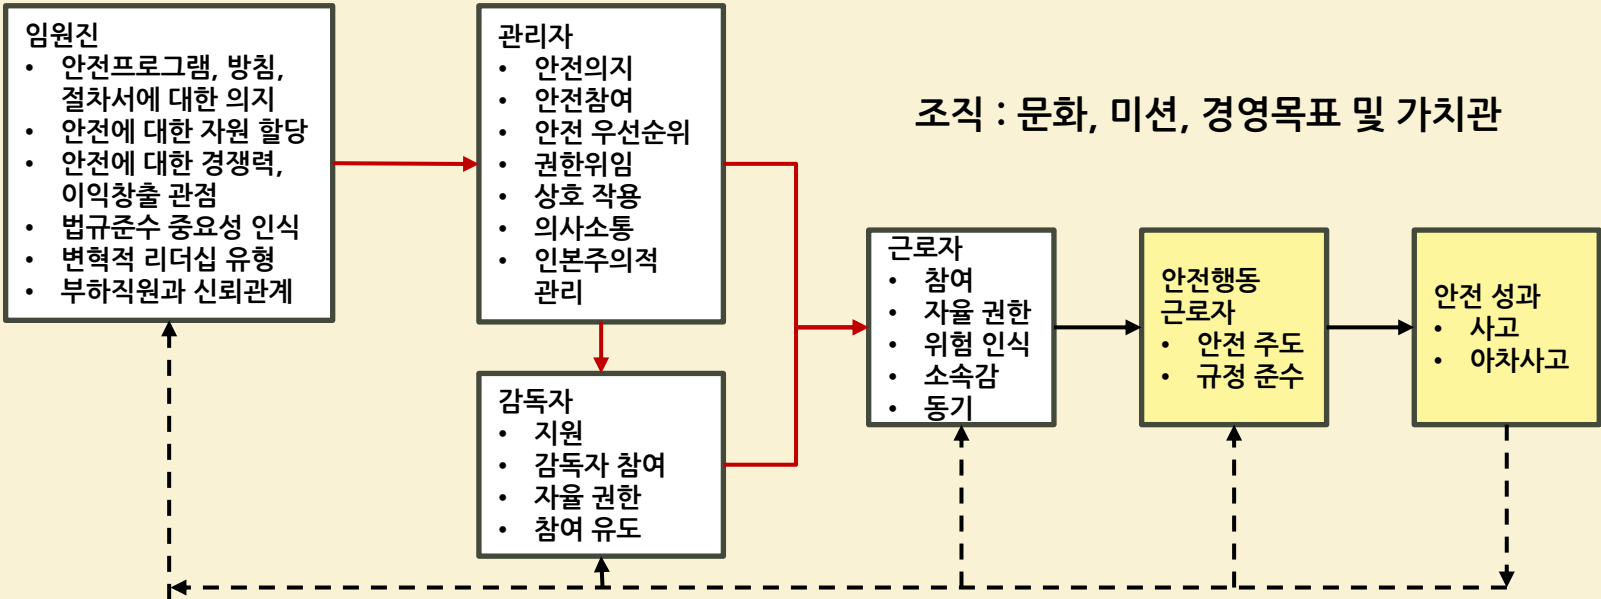 임원진
• 안전프로그램, 방침,
절차서에 대한 의지
• 안전에 대한 자원 할당
• 안전에 대한 경쟁력,
이익창출 관점
• 법규준수 중요성 인식
• 변혁적 리더십 유형
• 부하직원과 신뢰관계
관리자
• 안전의지
• 안전참여
• 안전 우선순위
• 권한위임
• 상호 작용
• 의사소통
• 인본주의적
관리
조직 : 문화, 미션, 경영목표 및 가치관
감독자
• 지원
• 감독자 참여
• 자율 권한
• 참여 유도
근로자
• 참여
• 자율 권한
• 위험 인식
• 소속감
• 동기
안전행동
근로자
• 안전 주도
• 규정 준수
안전 성과
• 사고
• 아차사고